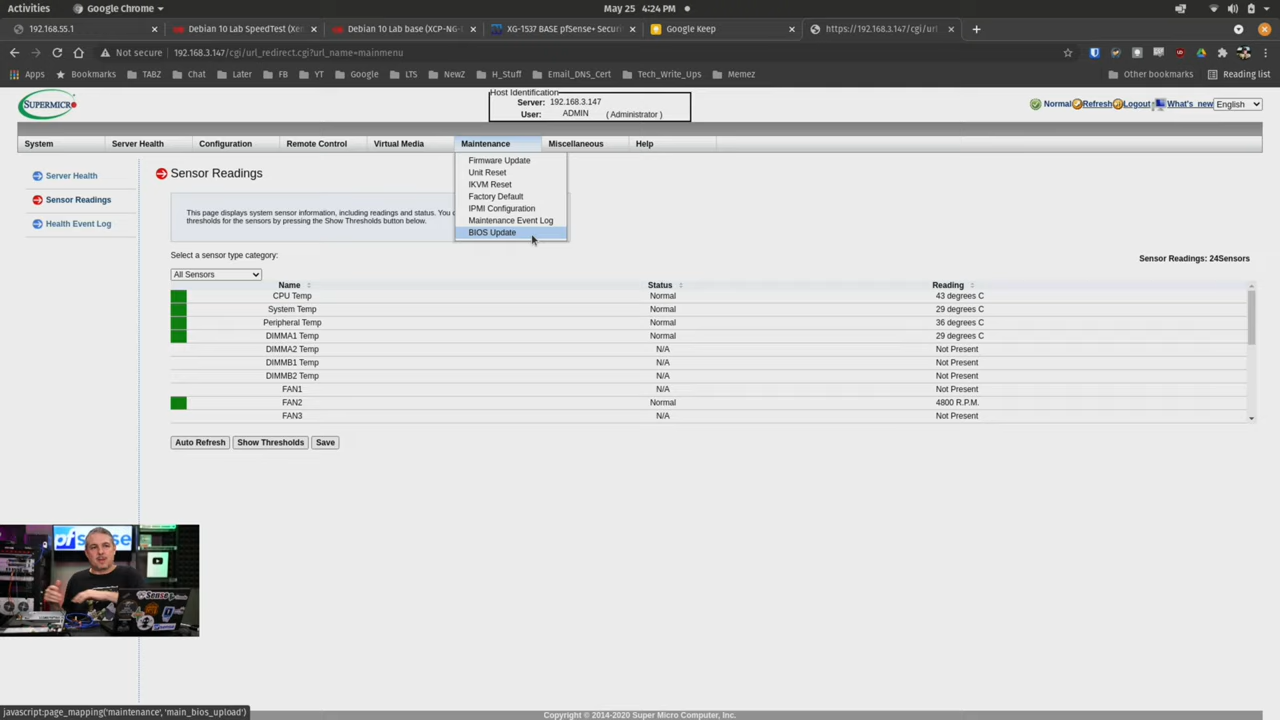 Activities
Google Chrome
May 25 4:24 PM
192.168.55.1
Debian 10 Lab SpeedTest (Xen
Debian 10 Lab base (XCP-NG-
XG-1537 BASE pfSense+ Securi
Google Keep
https://192.168.3.147/cgi/url
Not secure
192.168.3.147/cgi/url_redirect.cgi?url_name=mainmenu
Apps
Bookmarks
TABZ
Chat
Later
FB
YT
Google
LTS
NewZ
H_Stuff
Email_DNS_Cert
Tech_Write_Ups
Memez
Other bookmarks
Reading list
SUPERMICR
Host Identification
Server: 192.168.3.147
User: ADMIN ( Administrator )
Normal
Refresh
Logout
What's new
English
System
Server Health
Configuration
Remote Control
Virtual Media
Maintenance
Miscellaneous
Help
Firmware Update
Unit Reset
IKVM Reset
Factory Default
IPMI Configuration
Maintenance Event Log
BIOS Update
Server Health
Sensor Readings
Health Event Log
Sensor Readings
This page displays system sensor information, including readings and status. You c
thresholds for the sensors by pressing the Show Thresholds button below.
Select a sensor type category:
Sensor Readings: 24Sensors
All Sensors
Name Status Reading
CPU Temp Normal 43 degrees C
System Temp Normal 29 degrees C
Peripheral Temp Normal 36 degrees C
DIMMA1 Temp Normal 29 degrees C
DIMMA2 Temp N/A Not Present
DIMMB1 Temp N/A Not Present
DIMMB2 Temp N/A Not Present
FAN1 N/A Not Present
FAN2 Normal 4800 R.P.M.
FAN3 N/A Not Present
Auto Refresh
Show Thresholds
Save
pfsense
javascript:page_mapping('maintenance', 'main_bios_upload')
Copyright © 2014-2020 Super Micro Computer, Inc.